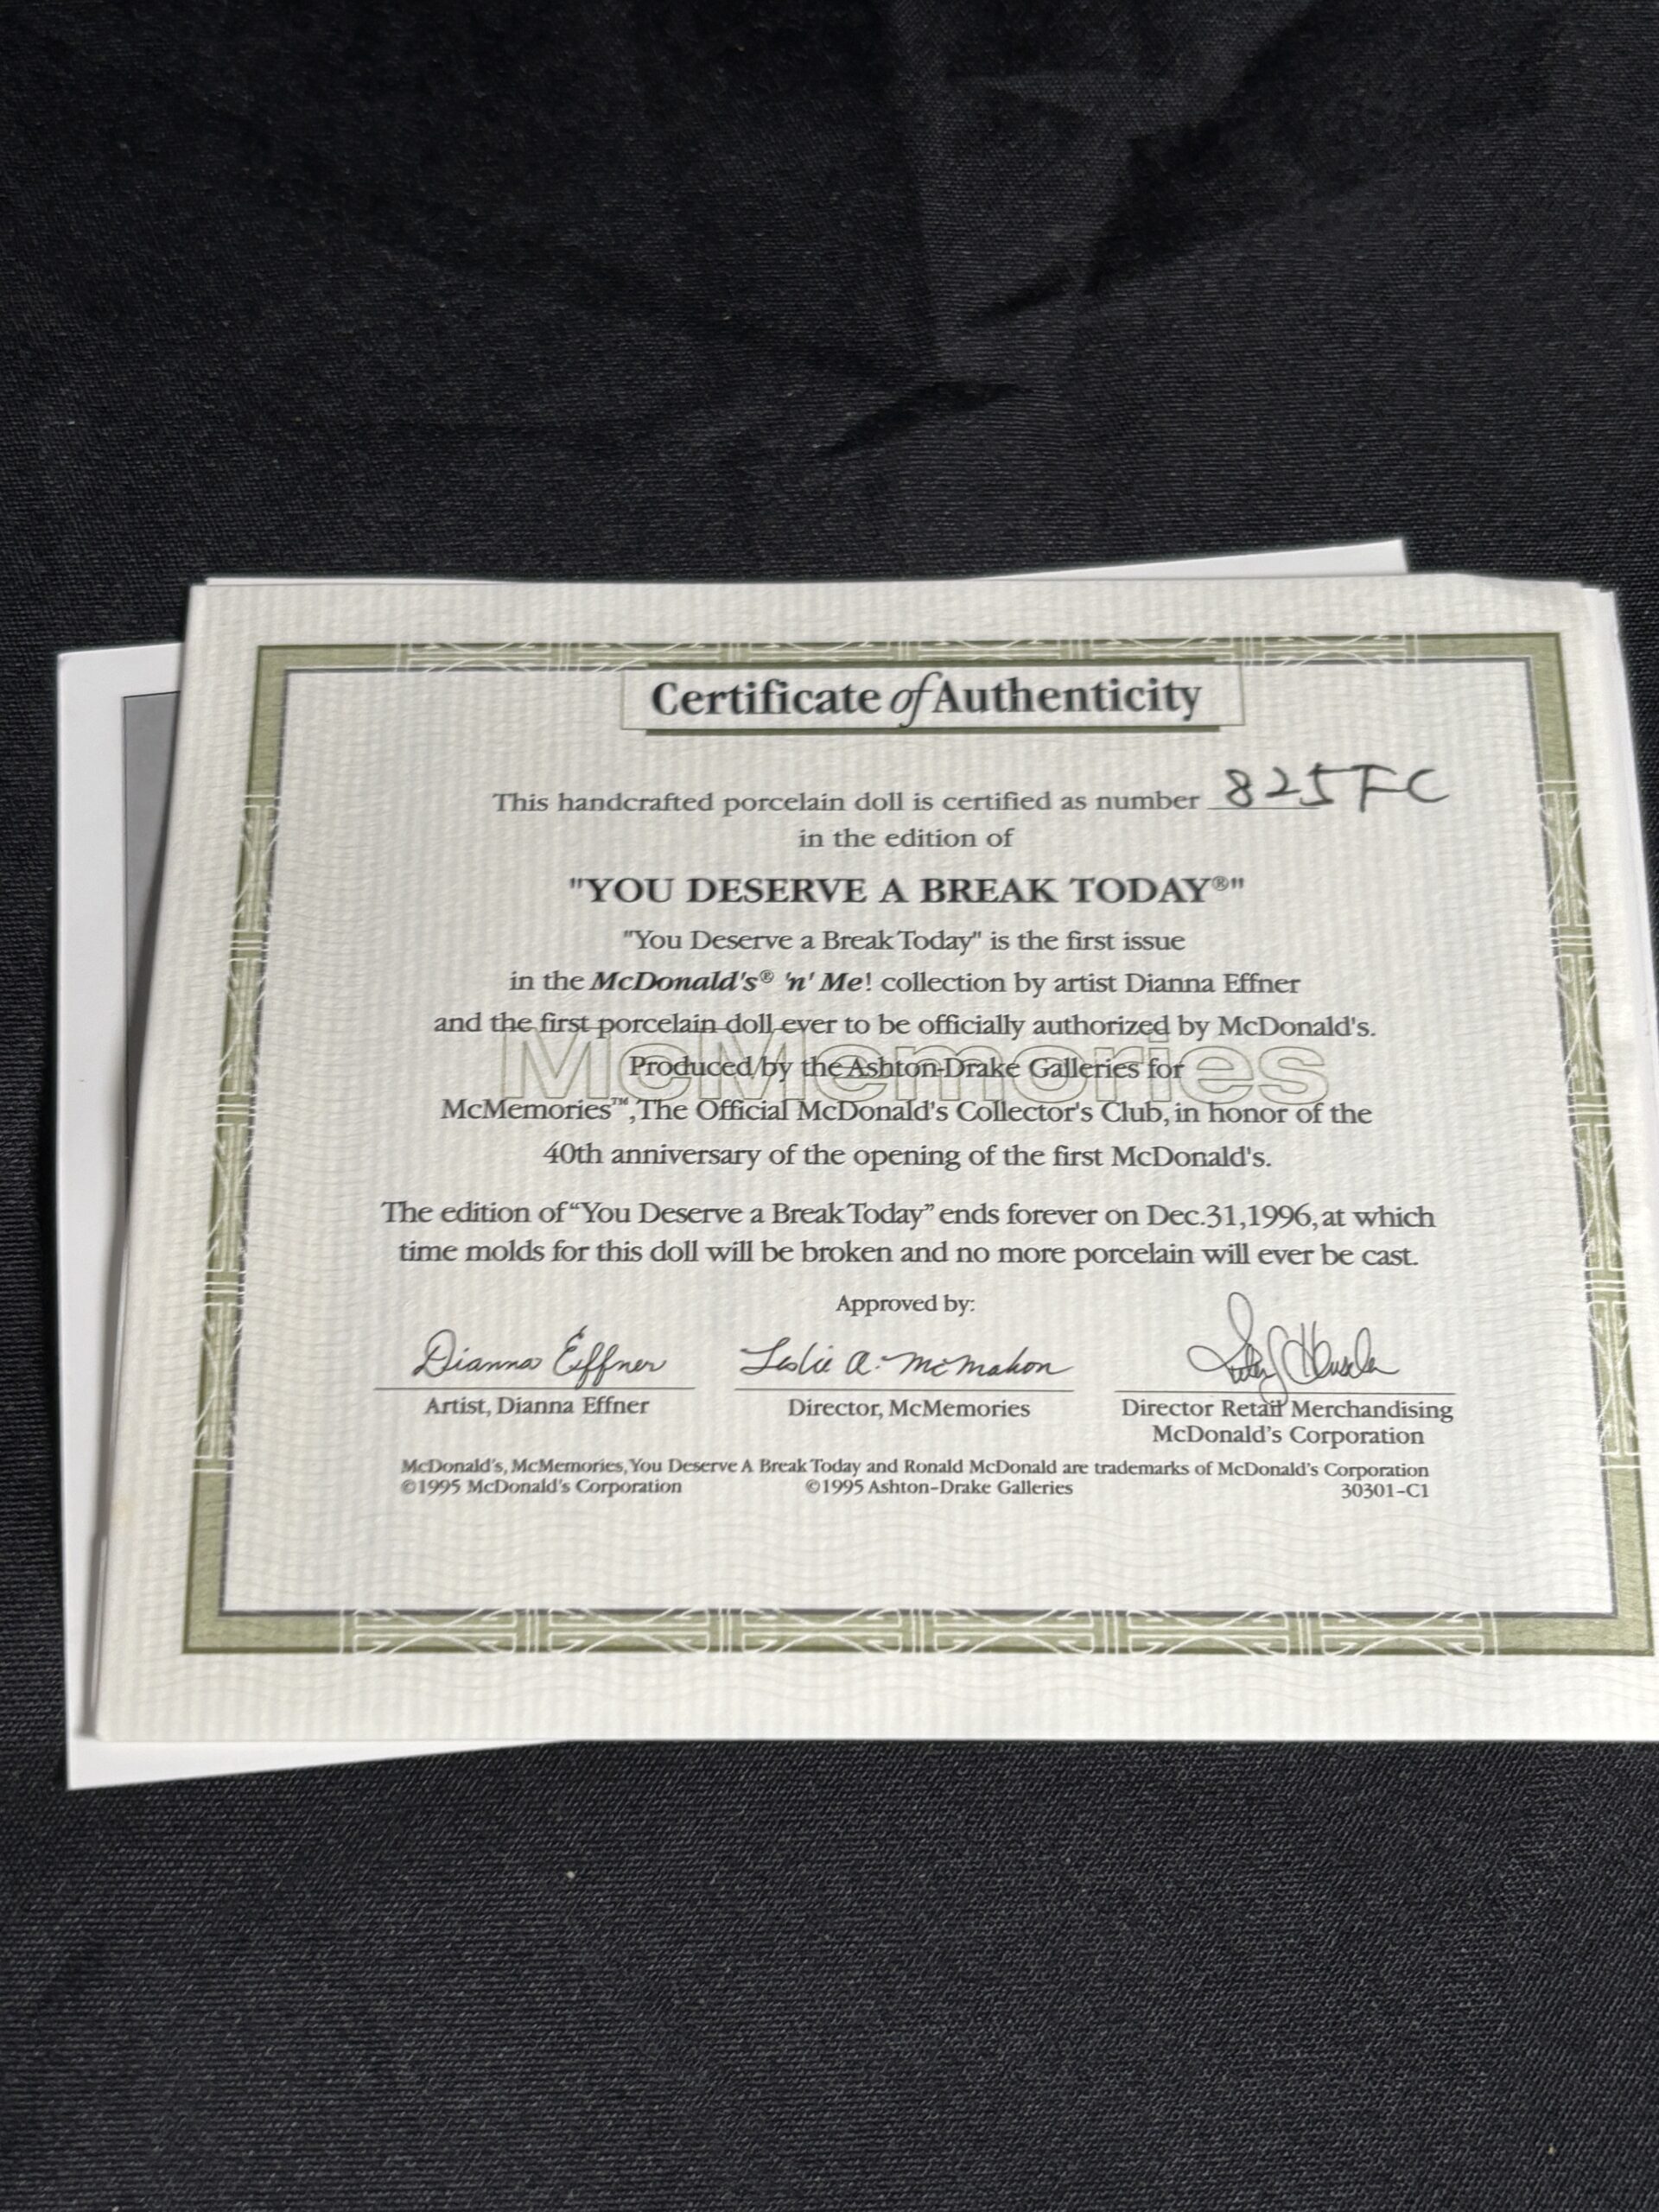 Certificate of Authenticity
This handcrafted porcelain doll is certified as number 825FC
in the edition of
"YOU DESERVE A BREAK TODAY®"
"You Deserve a Break Today" is the first issue
in the McDonald's® 'n' Me! collection by artist Dianna Effner
and the first porcelain doll ever to be officially authorized by McDonald's.
McMemories
Produced by the Ashton-Drake Galleries for
McMemories™, The Official McDonald's Collector's Club, in honor of the
40th anniversary of the opening of the first McDonald's.
The edition of “You Deserve a Break Today” ends forever on Dec. 31, 1996, at which
time molds for this doll will be broken and no more porcelain will ever be cast.
Approved by:
Dianna Effner Leslie A. McMahon
Artist, Dianna Effner Director, McMemories Director Retail Merchandising
McDonald's Corporation
McDonald's, McMemories, You Deserve A Break Today and Ronald McDonald are trademarks of McDonald's Corporation
©1995 McDonald's Corporation ©1995 Ashton-Drake Galleries 30301-C1